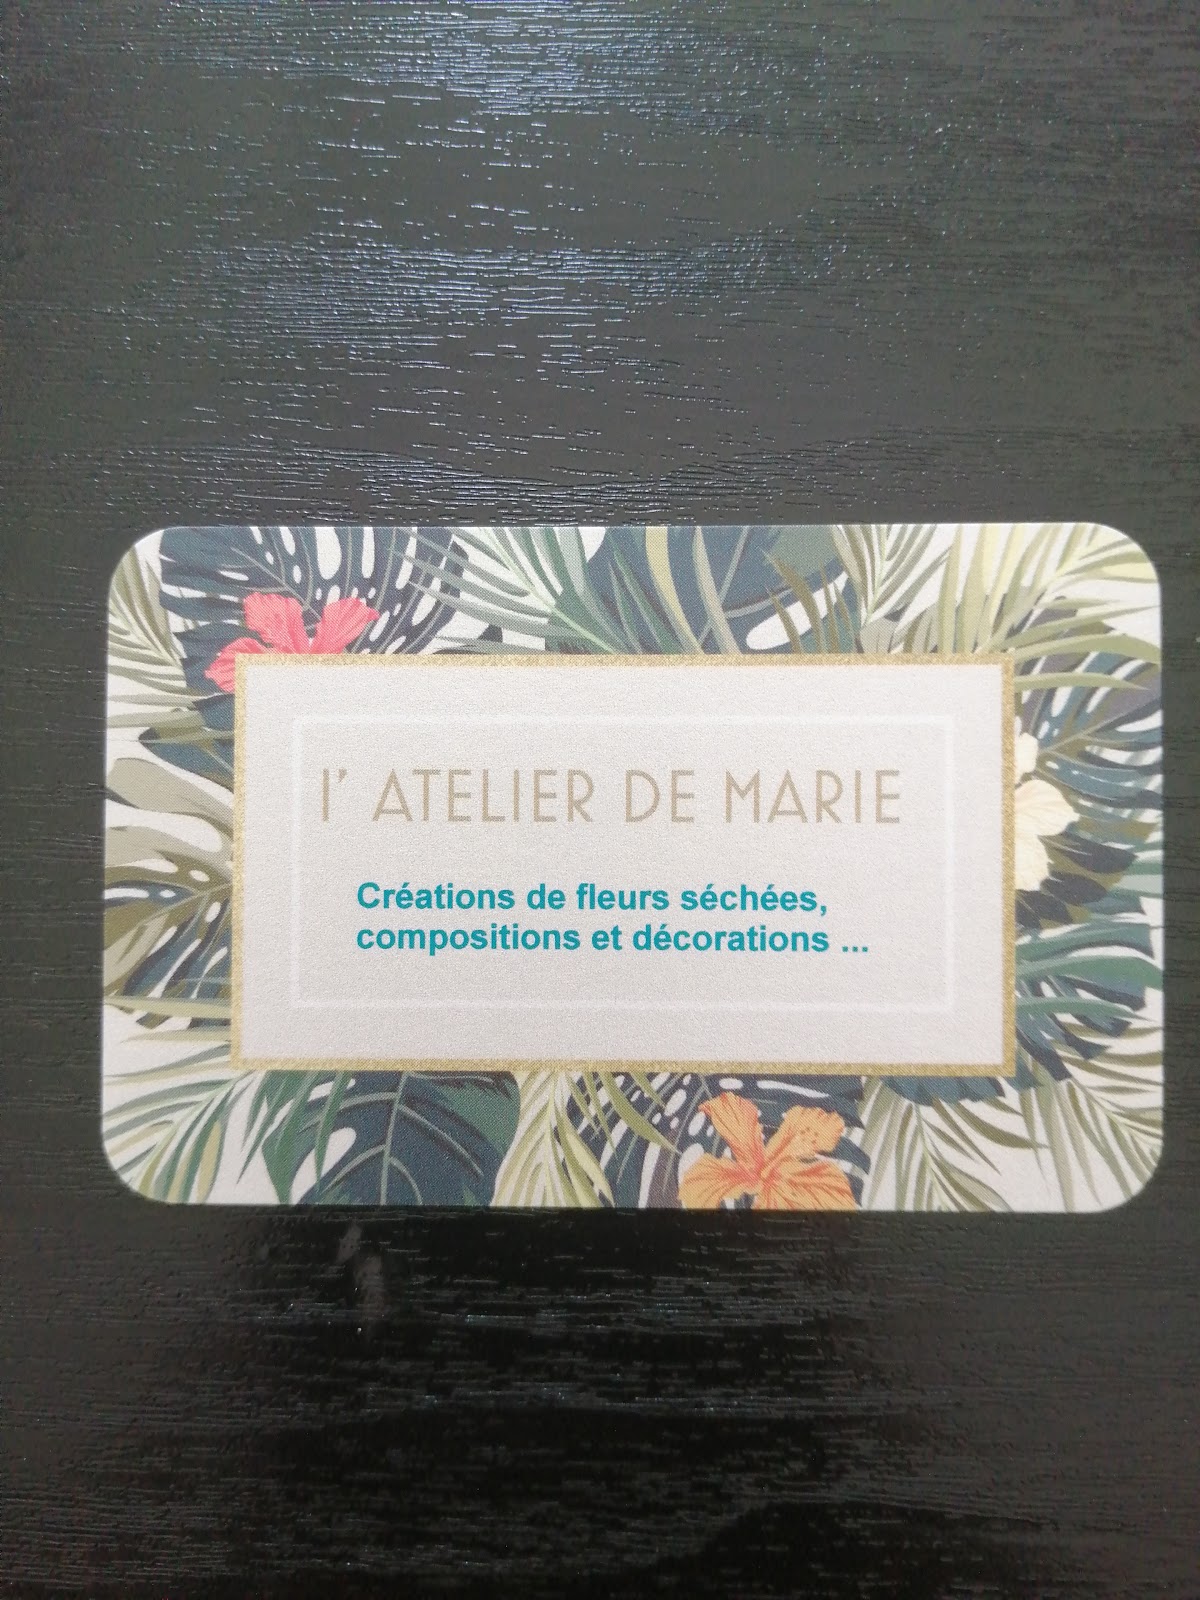 l' ATELIER DE MARIE
Créations de fleurs séchées,
compositions et décorations ...